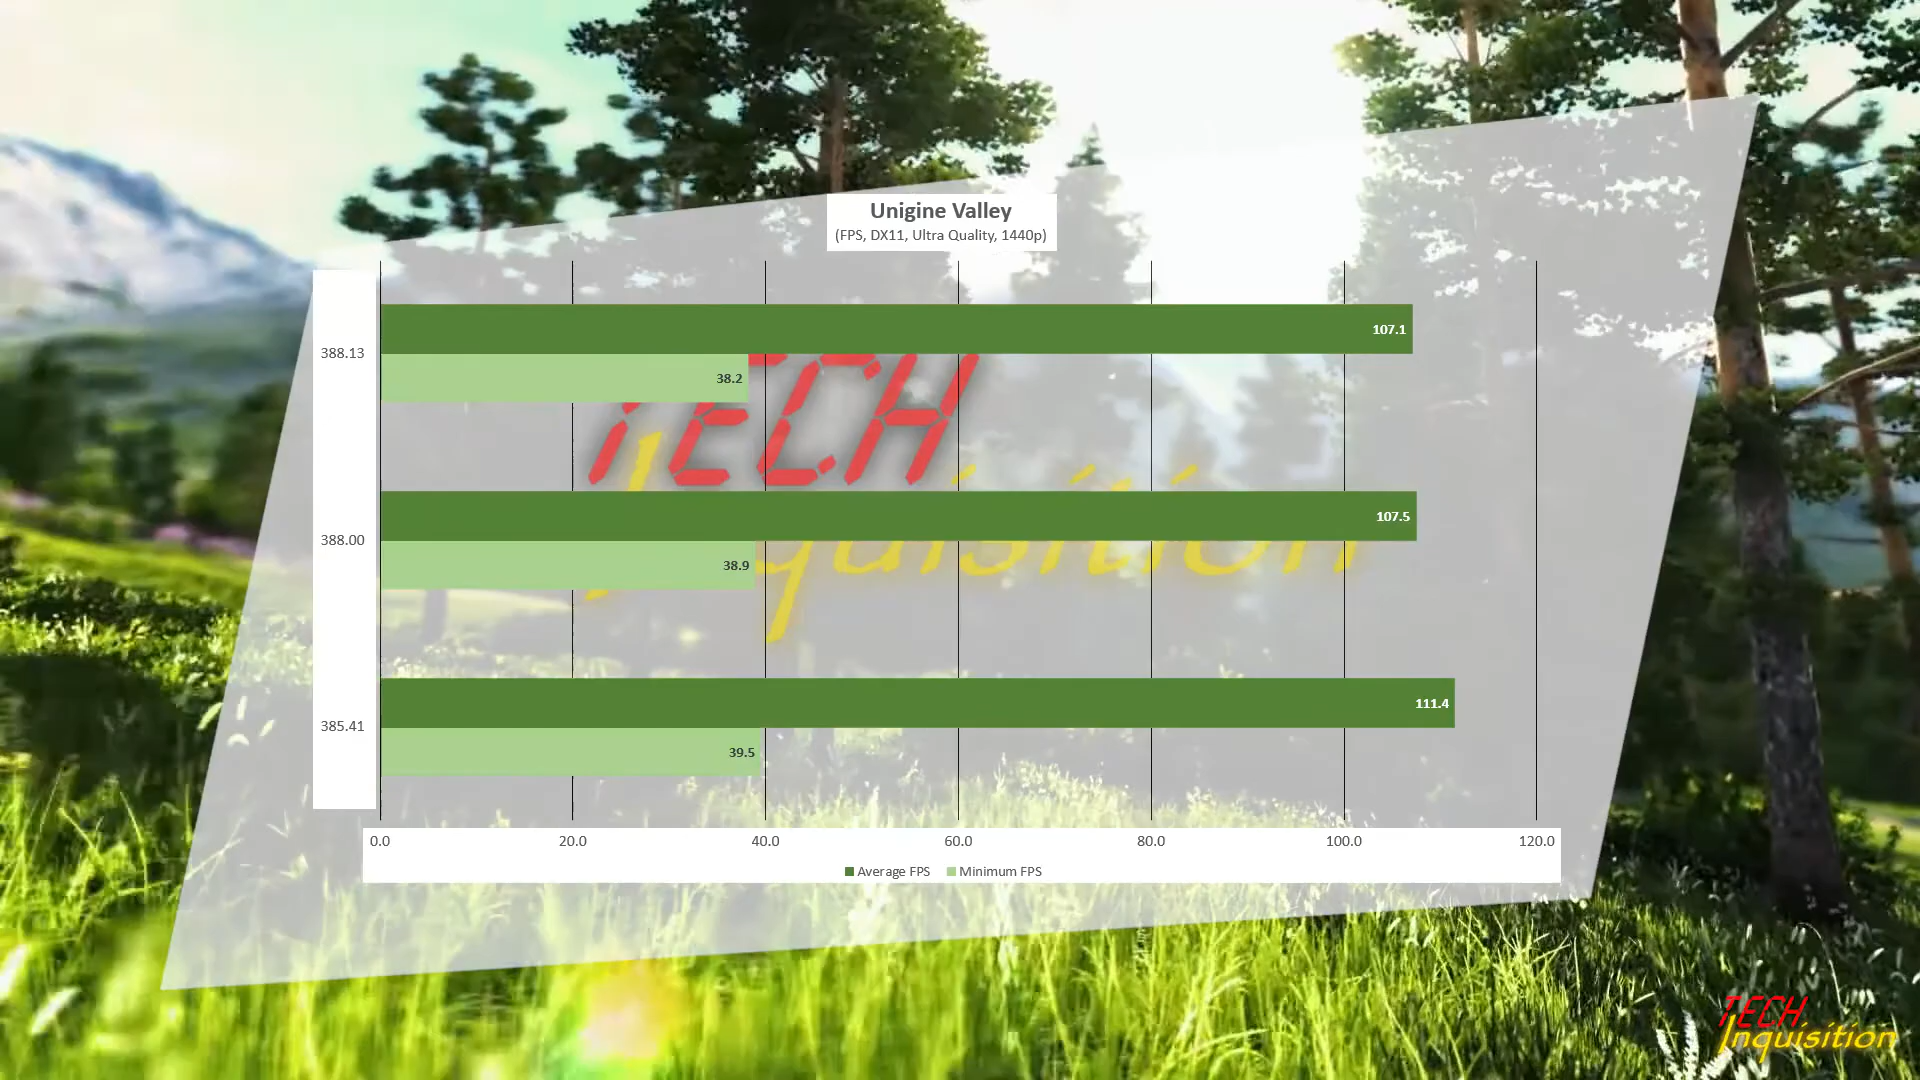 Unigine Valley
(FPS, DX11, Ultra Quality, 1440p)
388.13
107.1
38.2
TECH
Inquisition
388.00
107.5
38.9
385.41
111.4
39.5
0.0 20.0 40.0 60.0 80.0 100.0 120.0
Average FPS Minimum FPS
TECH
Inquisition